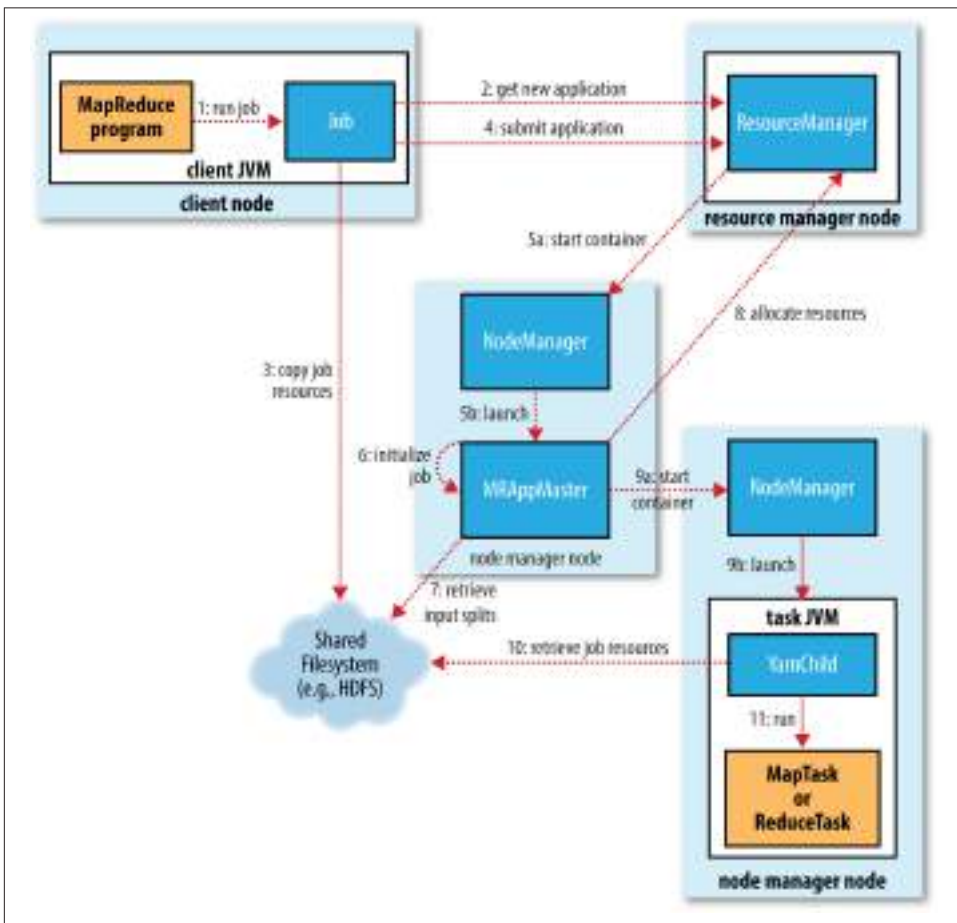 MapReduce
program
1: run job
Job
client JVM
client node
2: get new application
4: submit application
ResourceManager
resource manager node
5a: start container
3: copy job
resources
NodeManager
8: allocate resources
5b: launch
6: initialize
job
MRAppMaster
node manager node
9a: start
container
NodeManager
9b: launch
7: retrieve
input splits
task JVM
Shared
Filesystem
(e.g., HDFS)
10: retrieve job resources
YarnChild
11: run
MapTask
or
ReduceTask
node manager node